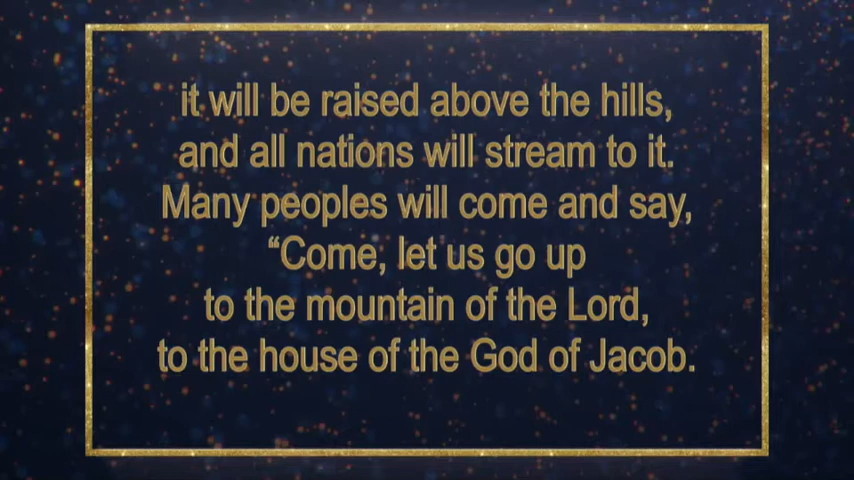 it will be raised above the hills,
and all nations will stream to it.
Many peoples will come and say,
“Come, let us go up
to the mountain of the Lord,
to the house of the God of Jacob.